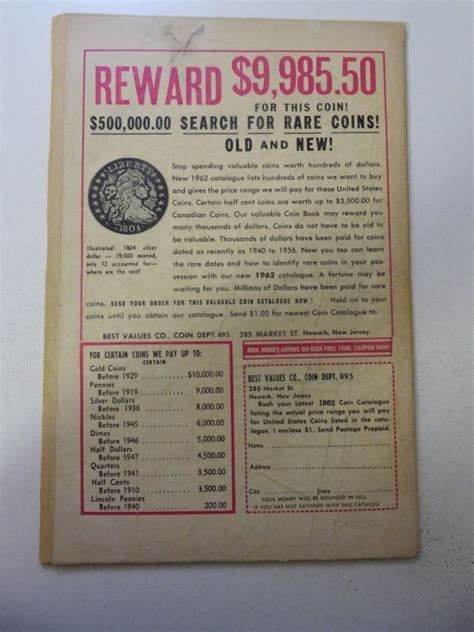 REWARD $9,985.50
FOR THIS COIN!
$500,000.00 SEARCH FOR RARE COINS!
OLD AND NEW!
LIBERTY
1804
Illustrated: 1804 silver
dollar — 19,000 minted,
only 12 accounted for—
where are the rest?
Stop spending valuable coins worth hundreds of dollars.
New 1962 catalogue lists hundreds of coins we want to buy
and gives the price range we will pay for these United States
Coins. Certain half cent coins are worth up to $3,500.00 for
Canadian Coins. Our valuable Coin Book may reward you
many thousands of dollars. Coins do not have to be old to
be valuable. Thousands of dollars have been paid for coins
dated as recently as 1940 to 1956. Now you too can learn
the rare dates and how to identify rare coins in your pos-
session with our new 1962 catalogue. A fortune may be
waiting for you. Millions of Dollars have been paid for rare
coins. SEND YOUR ORDER FOR THIS VALUABLE COIN CATALOGUE NOW! Hold on to your
coins until you obtain our catalogue. Send $1.00 for newest Coin Catalogue to:
BEST VALUES CO., COIN DEPT. 895 285 MARKET ST. Newark, New Jersey.
FOR CERTAIN COINS WE PAY UP TO:
CERTAIN
Gold Coins
Before 1929 $10,000.00
Pennies
Before 1919 9,000.00
Silver Dollars
Before 1936 8,000.00
Nickles
Before 1945 6,000.00
Dimes
Before 1946 5,000.00
Half Dollars
Before 1947 4,500.00
Quarters
Before 1941 3,500.00
Half Cents
Before 1910 3,500.00
Lincoln Pennies
Before 1940 200.00
MAIL MONEY-SAVING NO RISK FREE TRIAL COUPON NOW!
BEST VALUES CO., COIN DEPT. 895
285 Market St.
Newark, New Jersey
Rush your Latest 1962 Coin Catalogue
listing the actual price range you will pay
for United States Coins listed in the cata-
logue. I enclose $1. Send Postage Prepaid.
Name
Address
City State
YOUR MONEY WILL BE REFUNDED IN FULL
IF YOU ARE NOT SATISFIED WITH THIS CATALOG